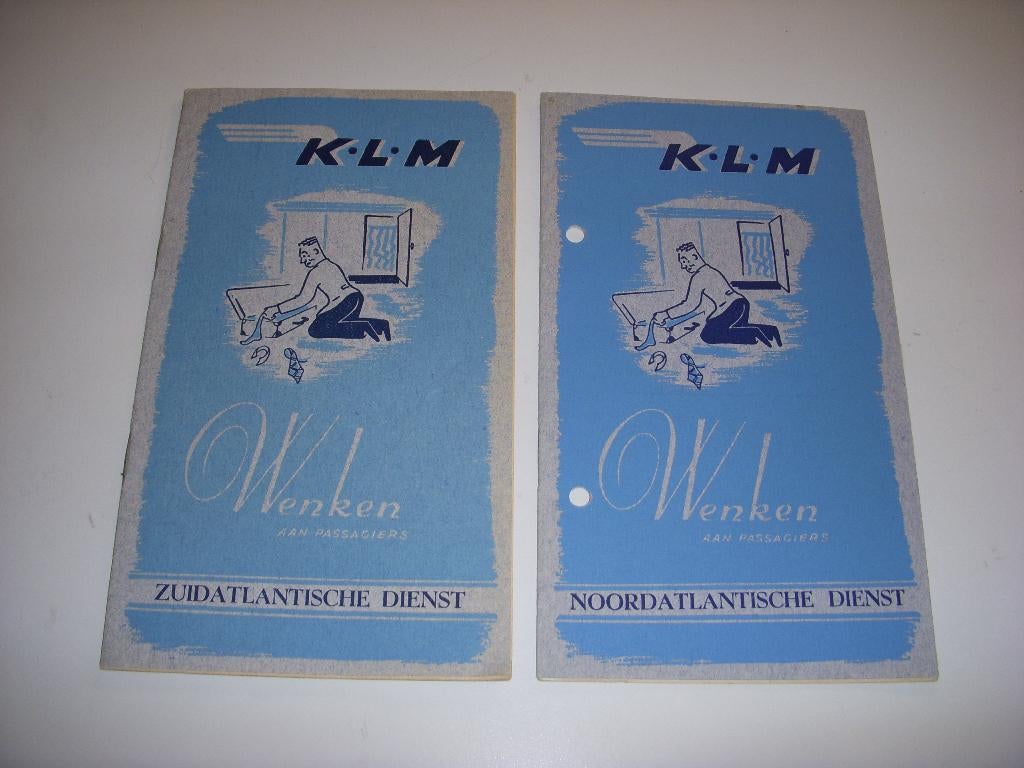 K·L·M
Wenken
AAN PASSAGIERS
ZUIDATLANTISCHE DIENST
K·L·M
Wenken
AAN PASSAGIERS
NOORDATLANTISCHE DIENST